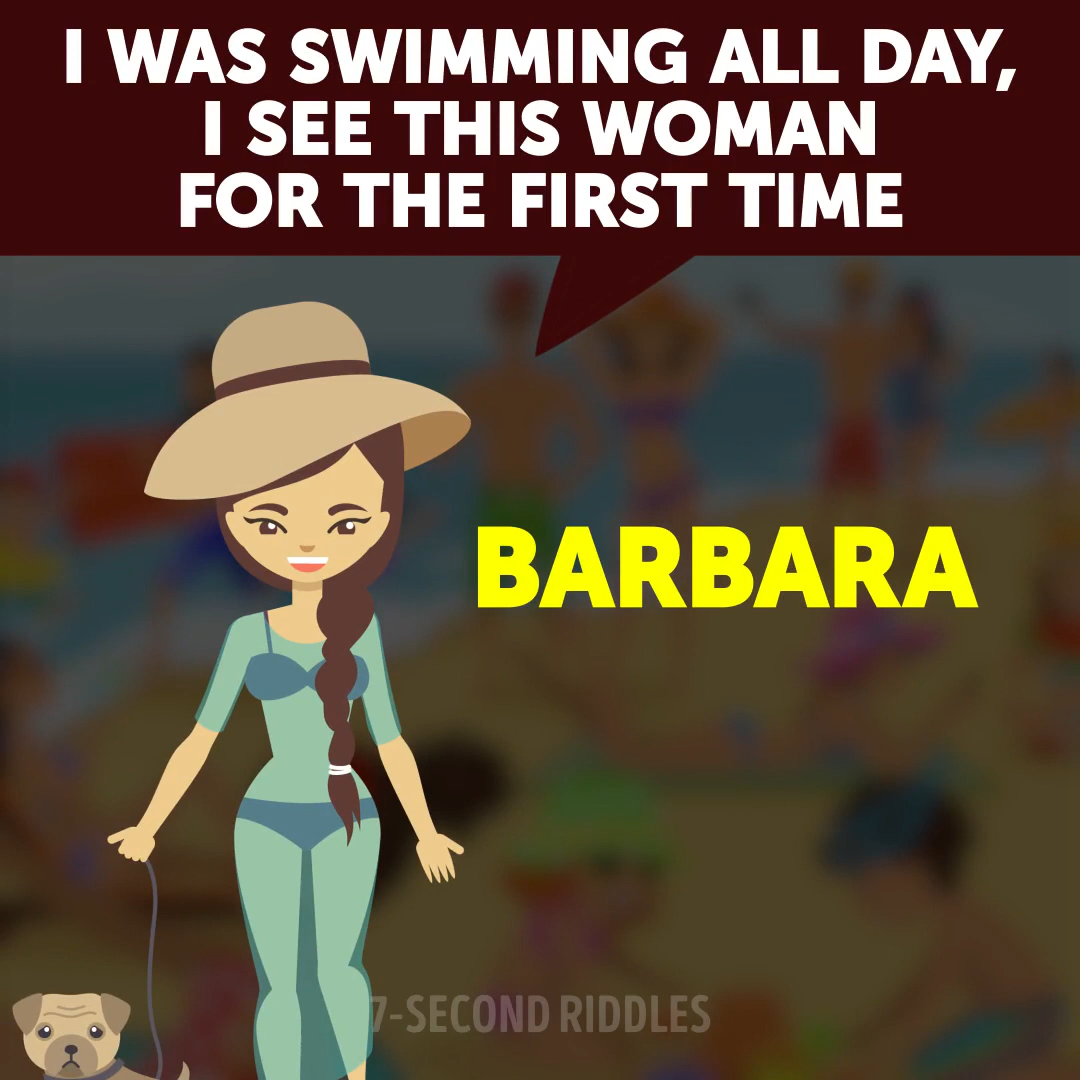 I WAS SWIMMING ALL DAY,
I SEE THIS WOMAN
FOR THE FIRST TIME
BARBARA
7-SECOND RIDDLES